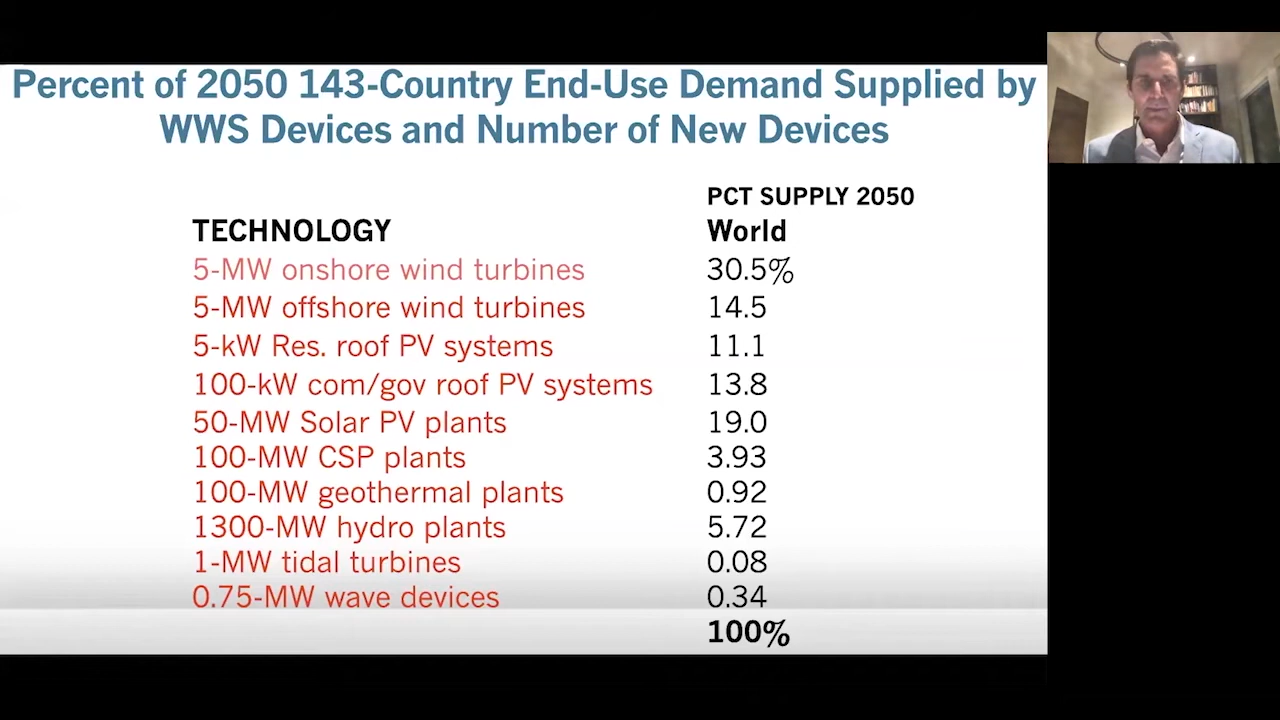 Percent of 2050 143-Country End-Use Demand Supplied by
WWS Devices and Number of New Devices
PCT SUPPLY 2050
TECHNOLOGY World
5-MW onshore wind turbines 30.5%
5-MW offshore wind turbines 14.5
5-kW Res. roof PV systems 11.1
100-kW com/gov roof PV systems 13.8
50-MW Solar PV plants 19.0
100-MW CSP plants 3.93
100-MW geothermal plants 0.92
1300-MW hydro plants 5.72
1-MW tidal turbines 0.08
0.75-MW wave devices 0.34
100%